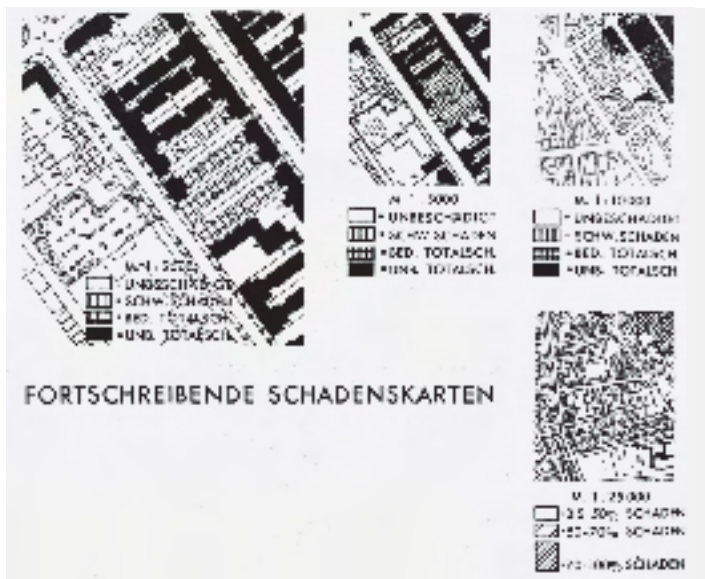 = UNBESCHÄDIGT
= SCHW. SCHADEN
= BED. TOTALSCH.
= UNB. TOTALSCH.
M. 1 : 5000
= UNBESCHÄDIGT
= SCHW. SCHADEN
= BED. TOTALSCH.
= UNB. TOTALSCH.
M. 1 : 10000
= UNBESCHÄDIGT
= SCHW. SCHADEN
= BED. TOTALSCH.
= UNB. TOTALSCH.
FORTSCHREIBENDE SCHADENSKARTEN
M. 1 : 25000
SCHADEN
SCHADEN
SCHADEN